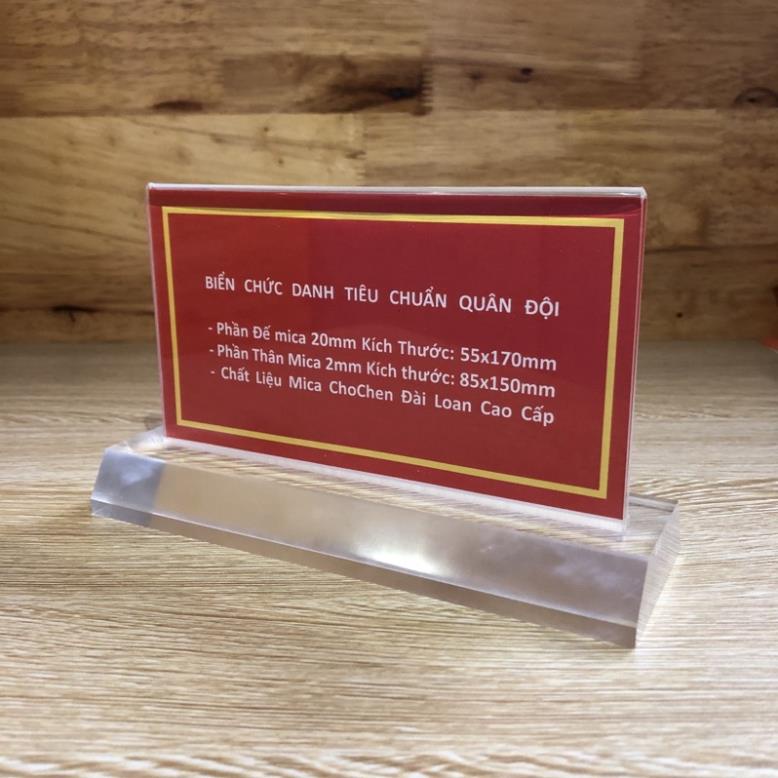 BIỂN CHỨC DANH TIÊU CHUẨN QUÂN ĐỘI
- Phần Đế mica 20mm Kích Thước: 55x170mm
- Phần Thân Mica 2mm Kích thước: 85x150mm
- Chất Liệu Mica ChoChen Đài Loan Cao Cấp